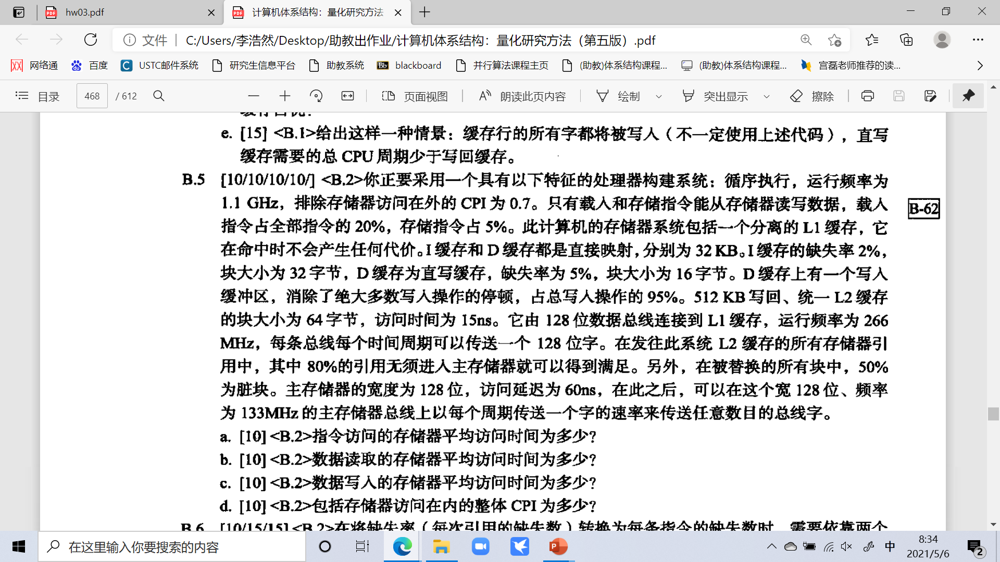 hw03.pdf
计算机体系结构：量化研究方法
文件 C:/Users/李浩然/Desktop/助教出作业/计算机体系结构：量化研究方法（第五版）.pdf
网络通 百度 USTC邮件系统 研究生信息平台 助教系统 Bb blackboard 并行算法课程主页 (助教)体系结构课程... (助教)体系结构课程... 宫磊老师推荐的读...
目录 468 / 612 页面视图 朗读此页内容 绘制 突出显示 擦除
e. [15] <B.1>给出这样一种情景：缓存行的所有字都将被写入（不一定使用上述代码），直写
缓存需要的总 CPU 周期少于写回缓存。
B.5 [10/10/10/10/] <B.2>你正要采用一个具有以下特征的处理器构建系统：循序执行，运行频率为
1.1 GHz，排除存储器访问在外的 CPI 为 0.7。只有载入和存储指令能从存储器读写数据，载入
指令占全部指令的 20%，存储指令占 5%。此计算机的存储器系统包括一个分离的 L1 缓存，它
在命中时不会产生任何代价。I 缓存和 D 缓存都是直接映射，分别为 32 KB。I 缓存的缺失率 2%，
块大小为 32 字节，D 缓存为直写缓存，缺失率为 5%，块大小为 16 字节。D 缓存上有一个写入
缓冲区，消除了绝大多数写入操作的停顿，占总写入操作的 95%。512 KB 写回、统一 L2 缓存
的块大小为 64 字节，访问时间为 15ns。它由 128 位数据总线连接到 L1 缓存，运行频率为 266
MHz，每条总线每个时间周期可以传送一个 128 位字。在发往此系统 L2 缓存的所有存储器引
用中，其中 80%的引用无须进入主存储器就可以得到满足。另外，在被替换的所有块中，50%
为脏块。主存储器的宽度为 128 位，访问延迟为 60ns，在此之后，可以在这个宽 128 位、频率
为 133MHz 的主存储器总线上以每个周期传送一个字的速率来传送任意数目的总线字。
B-62
a. [10] <B.2>指令访问的存储器平均访问时间为多少？
b. [10] <B.2>数据读取的存储器平均访问时间为多少？
c. [10] <B.2>数据写入的存储器平均访问时间为多少？
d. [10] <B.2>包括存储器访问在内的整体 CPI 为多少？
B.6 [10/15/15] <B.2>在将缺失率（每次引用的缺失数）转换为每条指令的缺失数时，需要依靠两个
在这里输入你要搜索的内容
中
8:34
2021/5/6
2